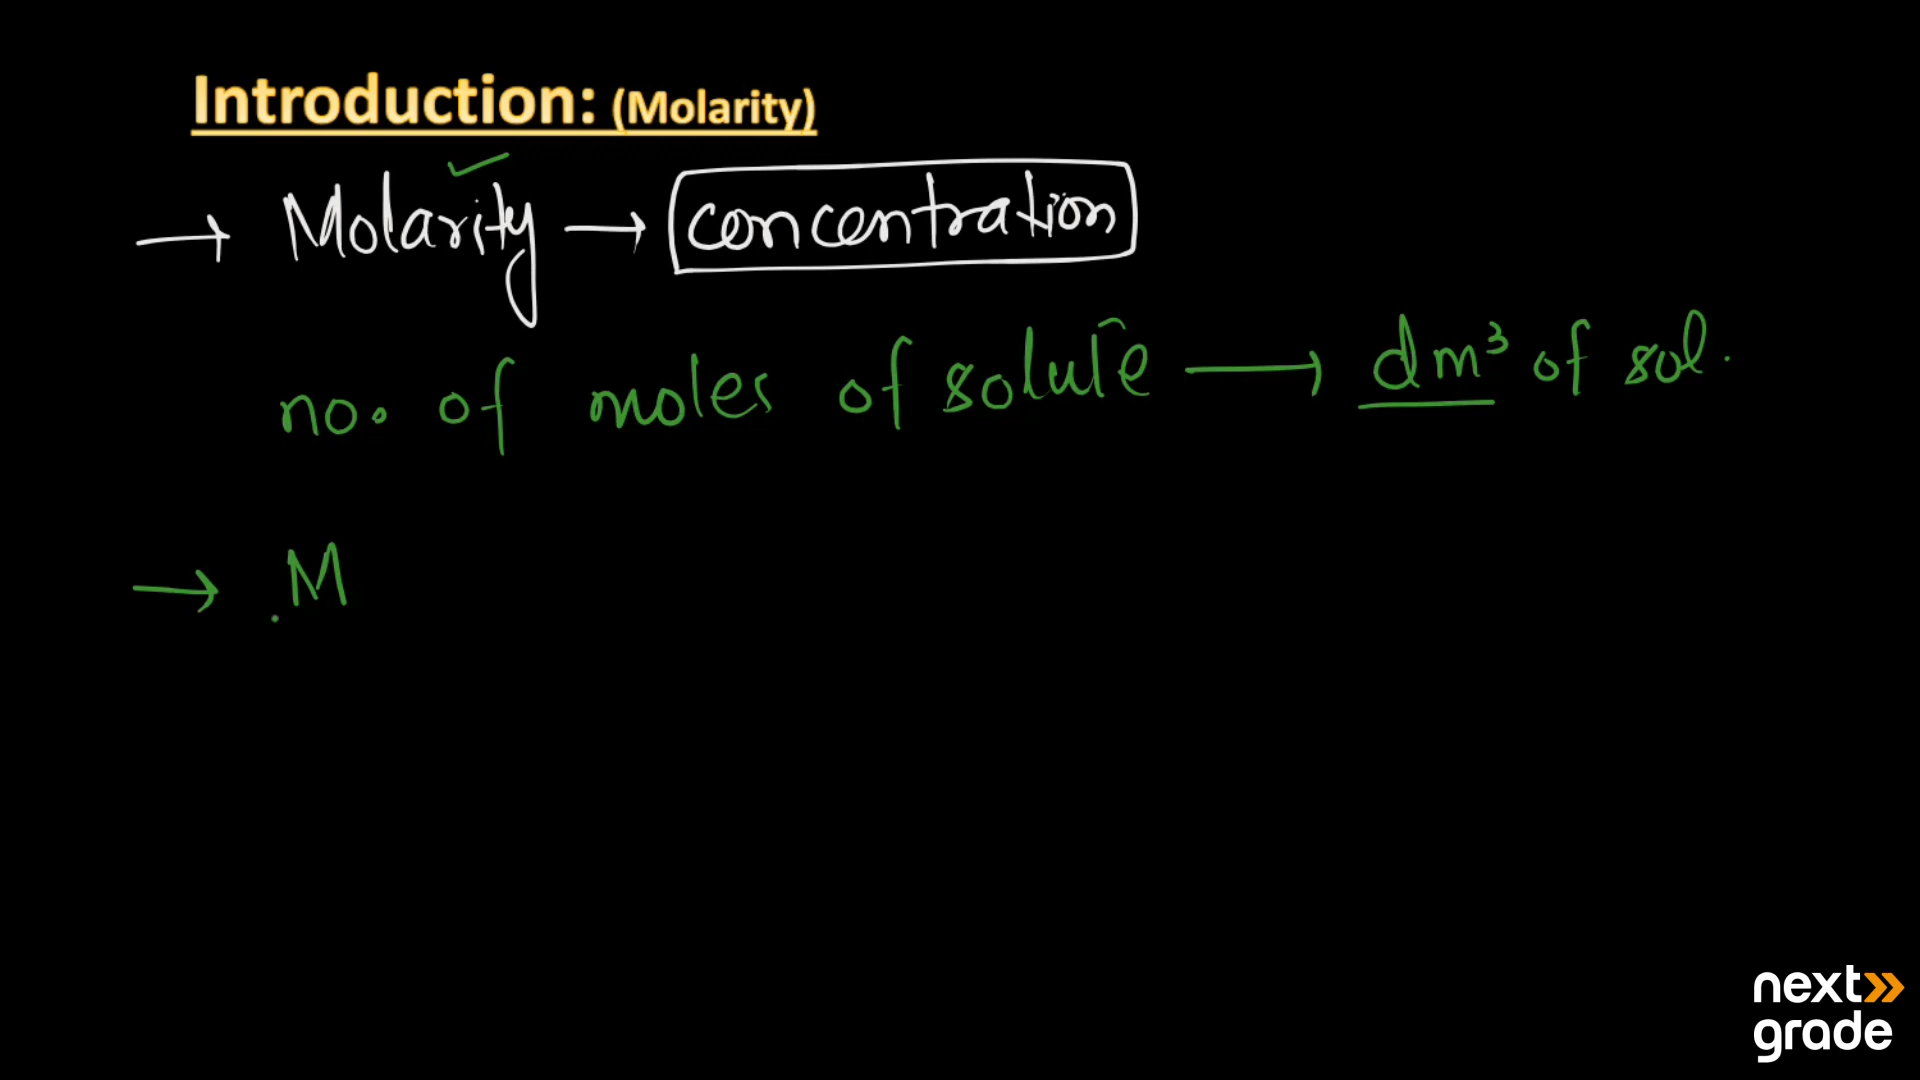 Introduction: (Molarity)
→ Molarity → concentration
no. of moles of solute → dm³ of sol.
→ .M
next
grade